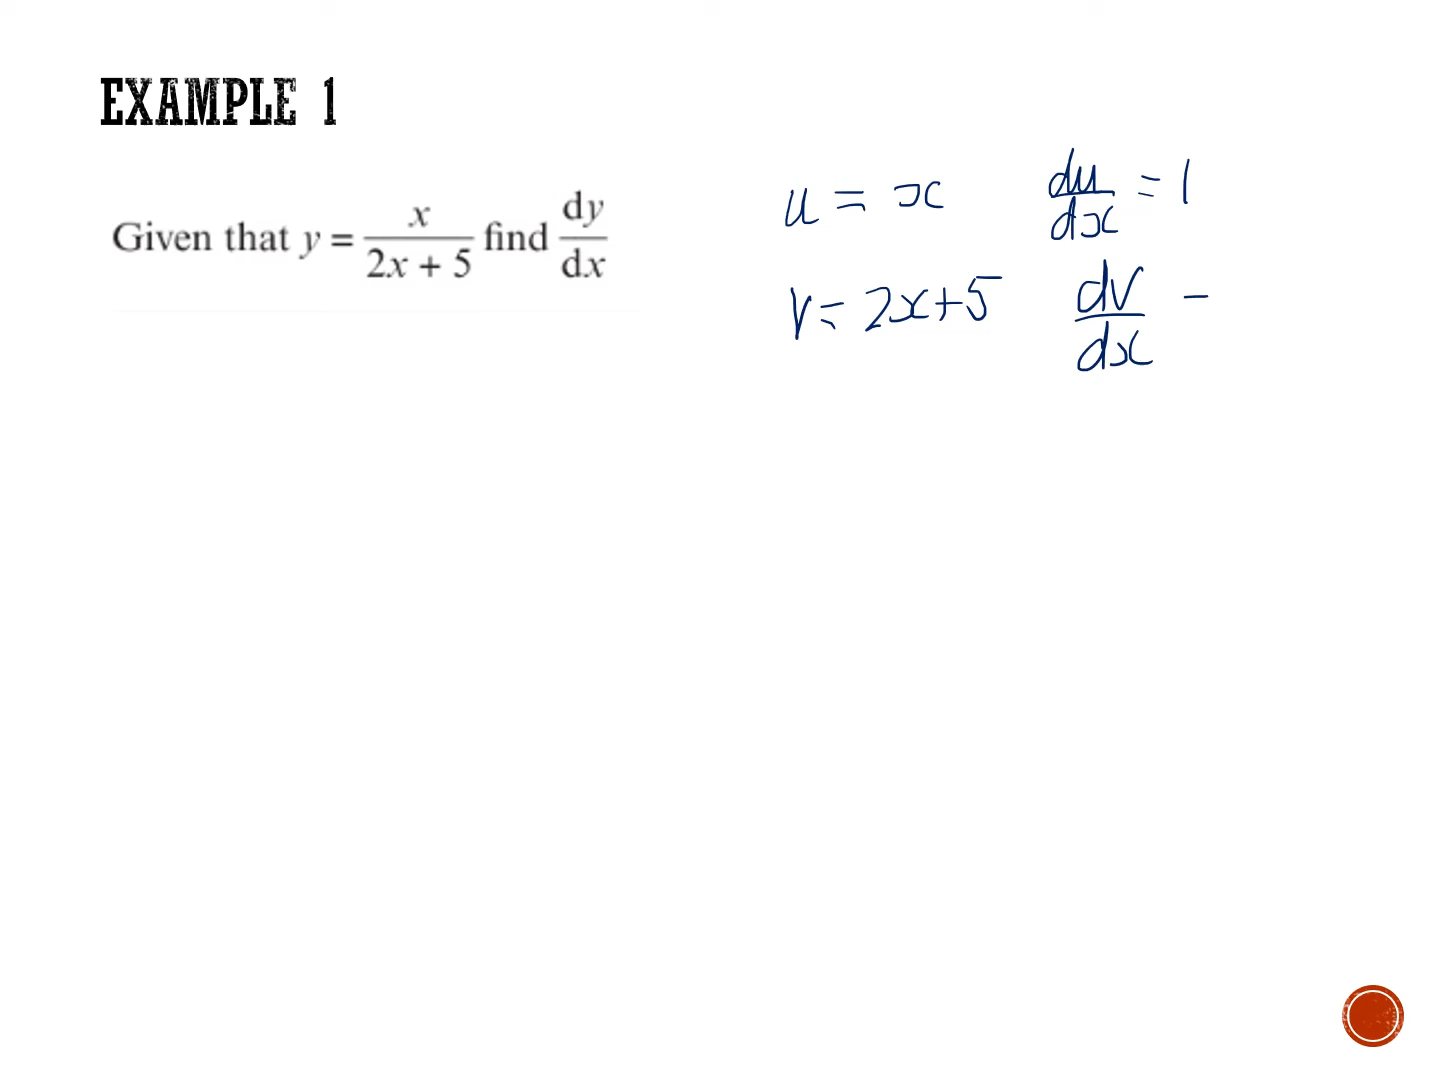 EXAMPLE 1
Given that y = x/(2x + 5) find dy/dx
u = x du/dx = 1
v = 2x+5 dv/dx -